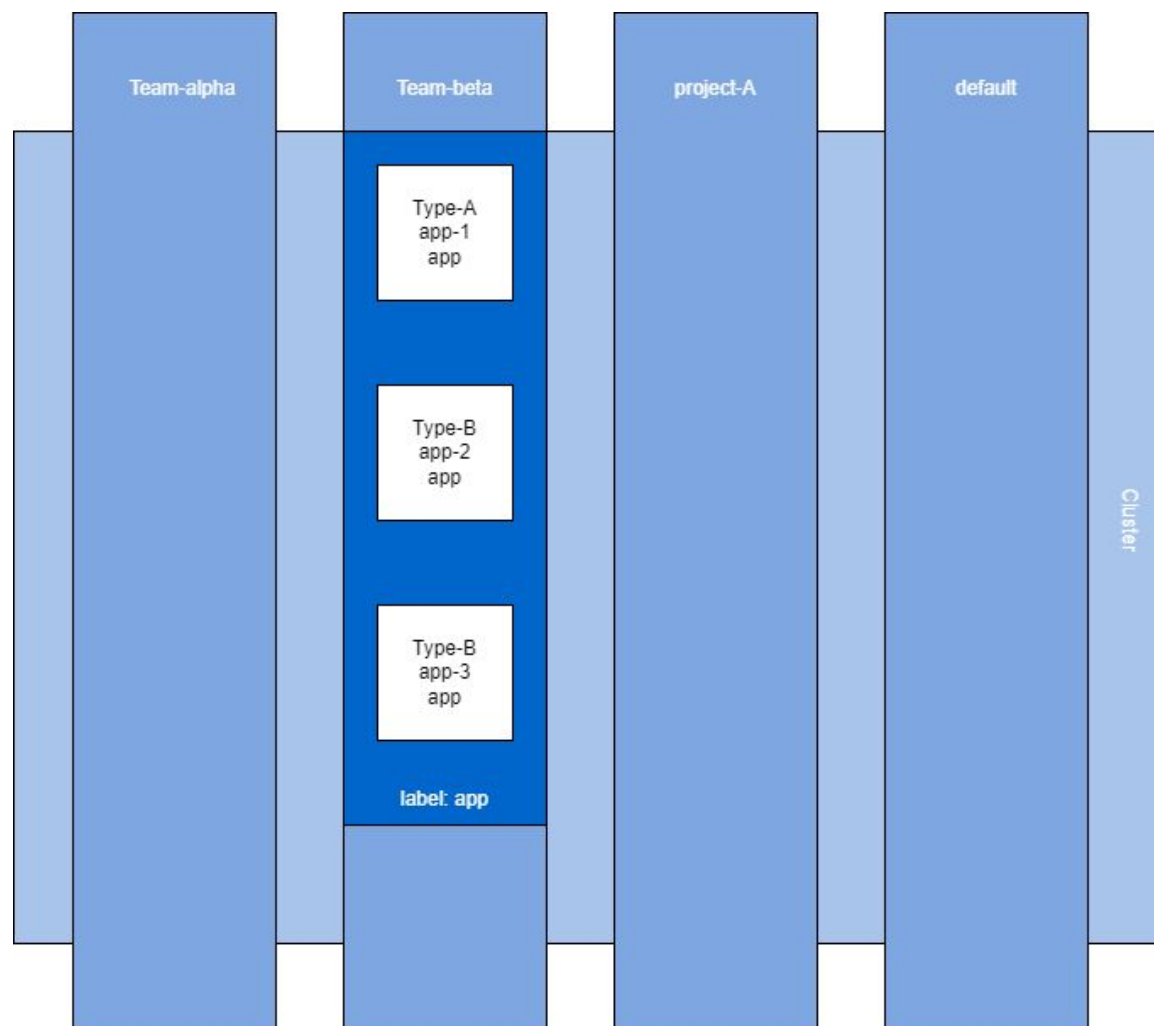 Team-alpha
Team-beta
project-A
default
Type-A
app-1
app
Type-B
app-2
app
Type-B
app-3
app
label: app
Cluster